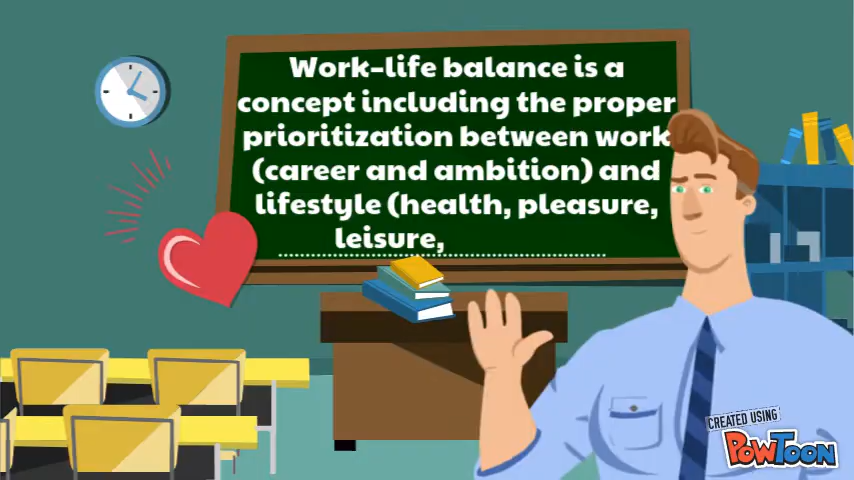 Work-life balance is a
concept including the proper
prioritization between work
(career and ambition) and
lifestyle (health, pleasure,
leisure,
CREATED USING
POWTOON